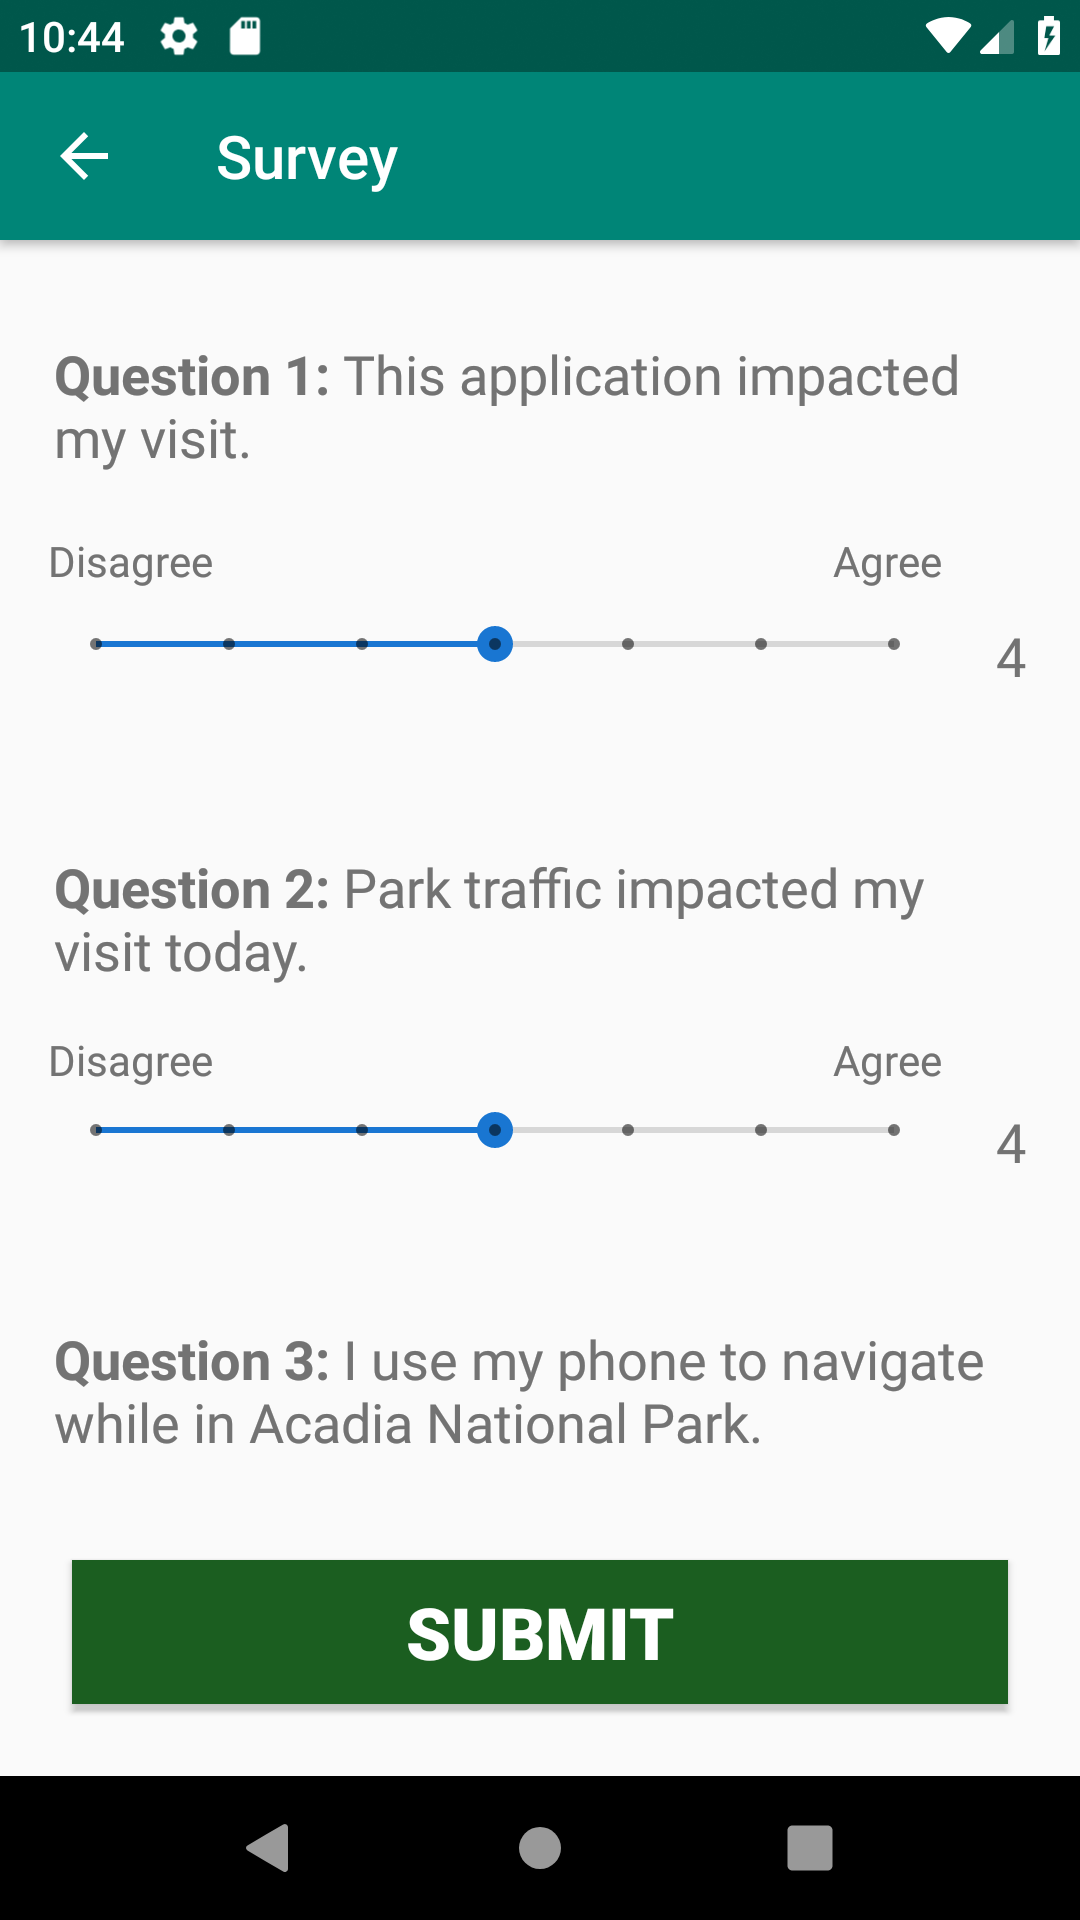 10:44
Survey
Question 1: This application impacted
my visit.
Disagree Agree
4
Question 2: Park traffic impacted my
visit today.
Disagree Agree
4
Question 3: I use my phone to navigate
while in Acadia National Park.
SUBMIT